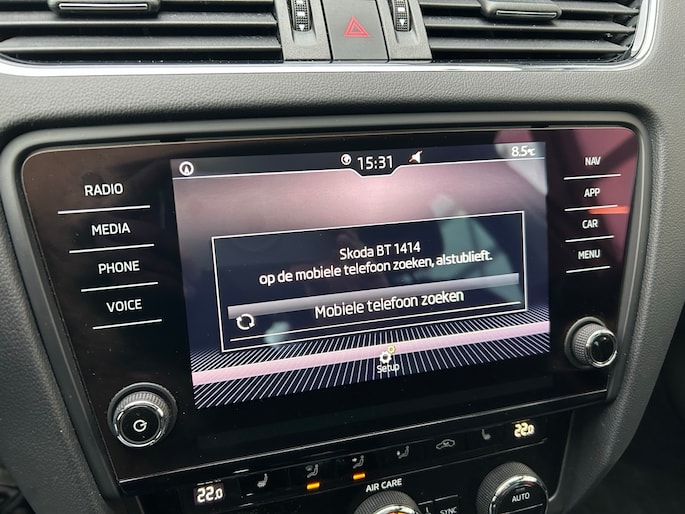 15:31
8.5°C
RADIO
MEDIA
PHONE
VOICE
NAV
APP
CAR
MENU
Skoda BT 1414
op de mobiele telefoon zoeken, alstublieft.
Mobiele telefoon zoeken
Setup
22.0
22.0
AIR CARE
SYNC
AUTO